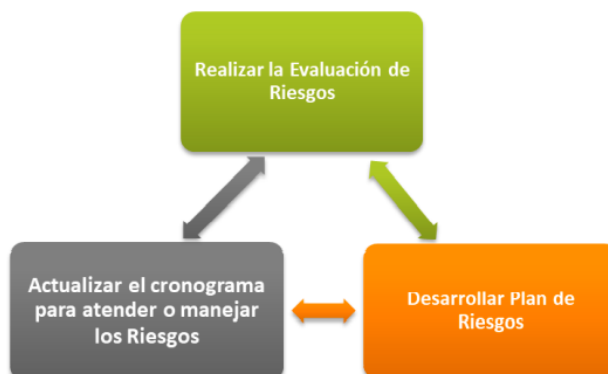 Realizar la Evaluación de
Riesgos
Actualizar el cronograma
para atender o manejar
los Riesgos
Desarrollar Plan de
Riesgos